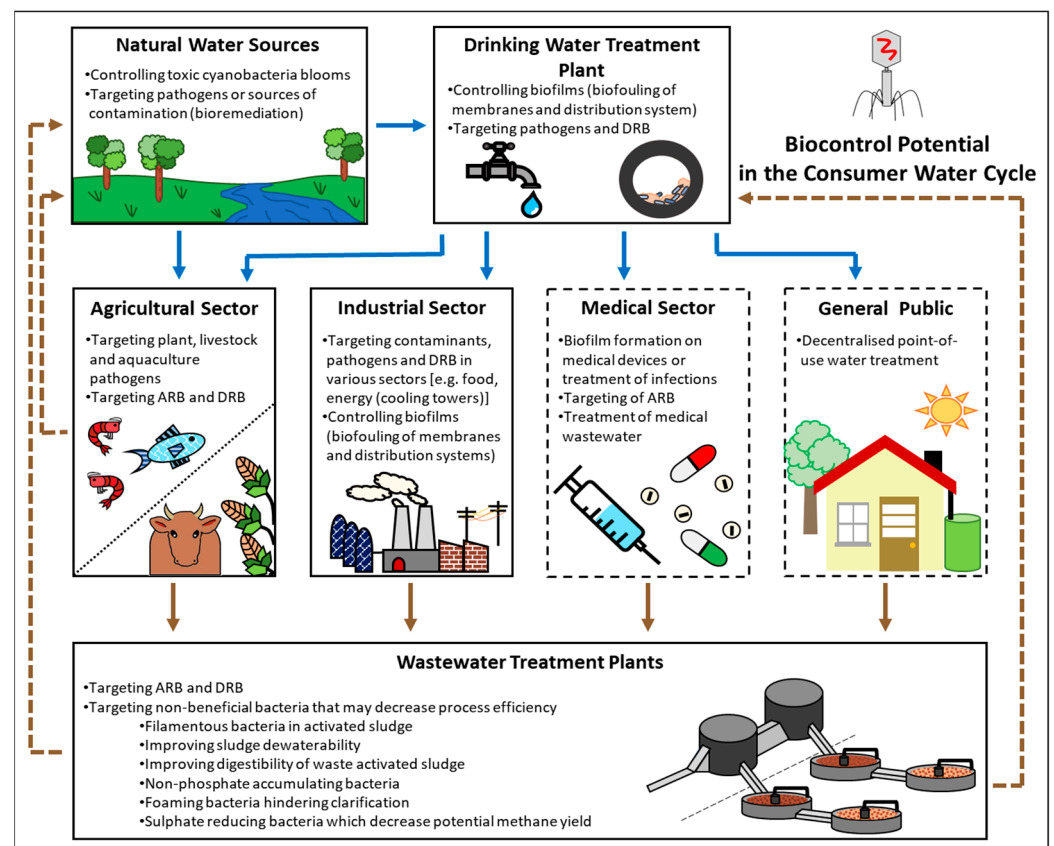 Natural Water Sources
•Controlling toxic cyanobacteria blooms
•Targeting pathogens or sources of
contamination (bioremediation)
Drinking Water Treatment
Plant
•Controlling biofilms (biofouling of
membranes and distribution system)
•Targeting pathogens and DRB
Biocontrol Potential
in the Consumer Water Cycle
Agricultural Sector
•Targeting plant, livestock
and aquaculture
pathogens
•Targeting ARB and DRB
Industrial Sector
•Targeting contaminants,
pathogens and DRB in
various sectors [e.g. food,
energy (cooling towers)]
•Controlling biofilms
(biofouling of membranes
and distribution systems)
Medical Sector
•Biofilm formation on
medical devices or
treatment of infections
•Targeting of ARB
•Treatment of medical
wastewater
General Public
•Decentralised point-of-
use water treatment
Wastewater Treatment Plants
•Targeting ARB and DRB
•Targeting non-beneficial bacteria that may decrease process efficiency
•Filamentous bacteria in activated sludge
•Improving sludge dewaterability
•Improving digestibility of waste activated sludge
•Non-phosphate accumulating bacteria
•Foaming bacteria hindering clarification
•Sulphate reducing bacteria which decrease potential methane yield